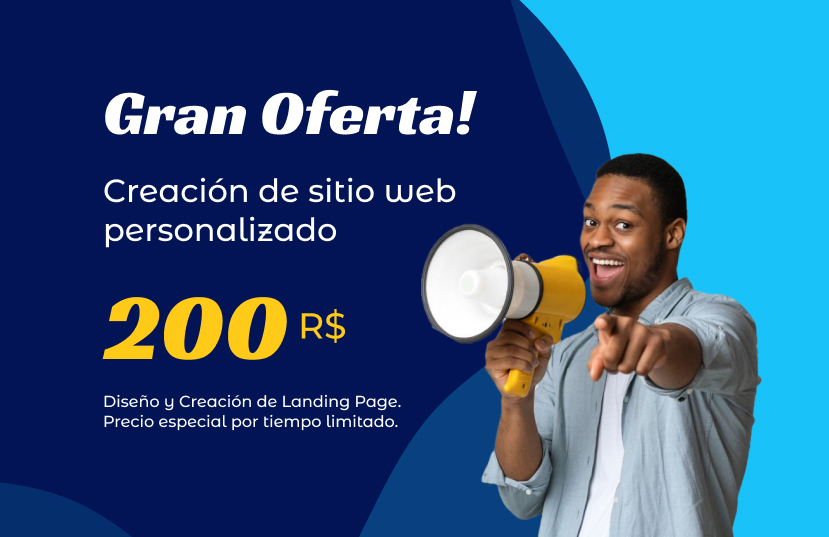 Gran Oferta!
Creación de sitio web
personalizado
200 R$
Diseño y Creación de Landing Page.
Precio especial por tiempo limitado.